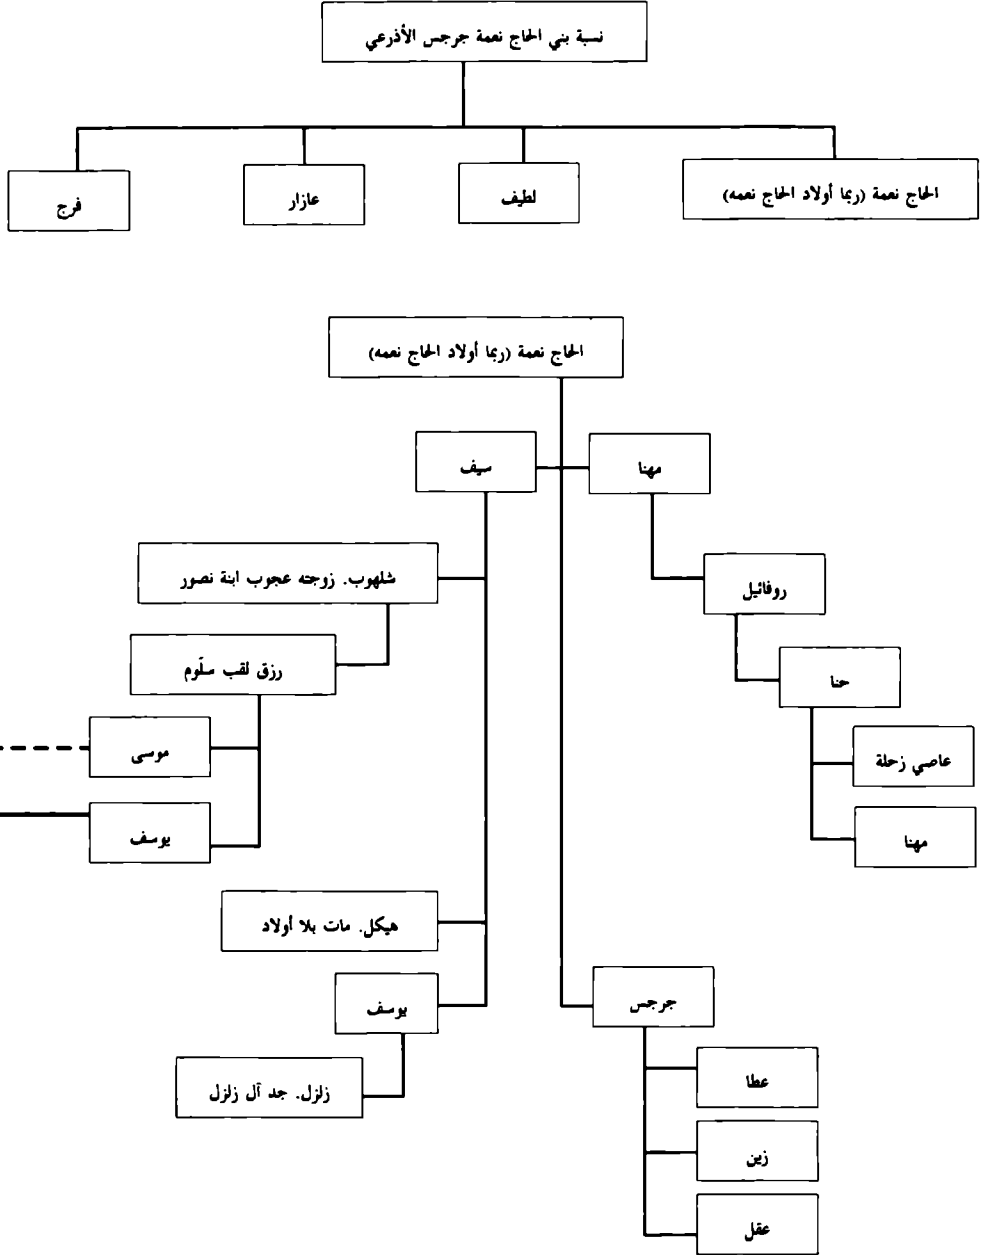 نسبة بني الحاج نعمة جرجس الأذرعي
الحاج نعمة (ربما أولاد الحاج نعمه)
لطيف
عازار
فرج
الحاج نعمة (ربما أولاد الحاج نعمه)
مهنا
سيف
شلهوب. زوجته عجوب ابنة نصور
روفائيل
رزق لقب سلّوم
حنا
موسى
عاصي زحلة
يوسف
مهنا
هيكل. مات بلا أولاد
جرجس
يوسف
عطا
زلزل. جد آل زلزل
زين
عقل